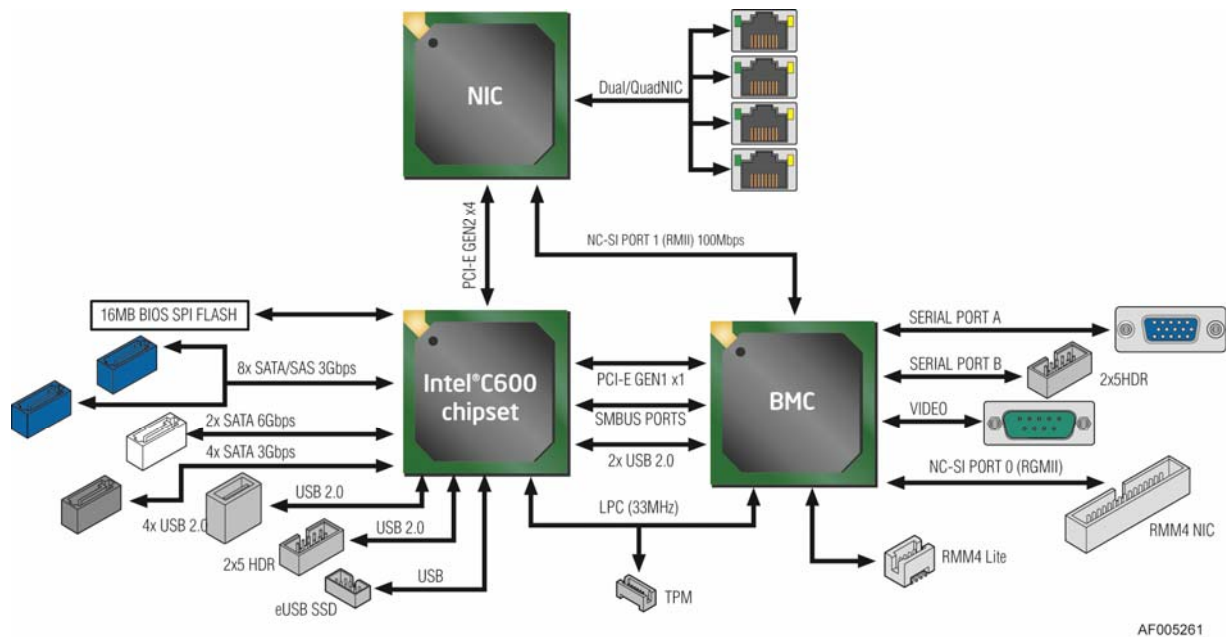 NIC
Dual/QuadNIC
PCI-E GEN2 x4
NC-SI PORT 1 (RMII) 100Mbps
16MB BIOS SPI FLASH
8x SATA/SAS 3Gbps
2x SATA 6Gbps
4x SATA 3Gbps
USB 2.0
4x USB 2.0
USB 2.0
2x5 HDR
USB
eUSB SSD
Intel®C600
chipset
PCI-E GEN1 x1
SMBUS PORTS
2x USB 2.0
LPC (33MHz)
TPM
BMC
SERIAL PORT A
SERIAL PORT B
2x5HDR
VIDEO
NC-SI PORT 0 (RGMII)
RMM4 NIC
RMM4 Lite
AF005261